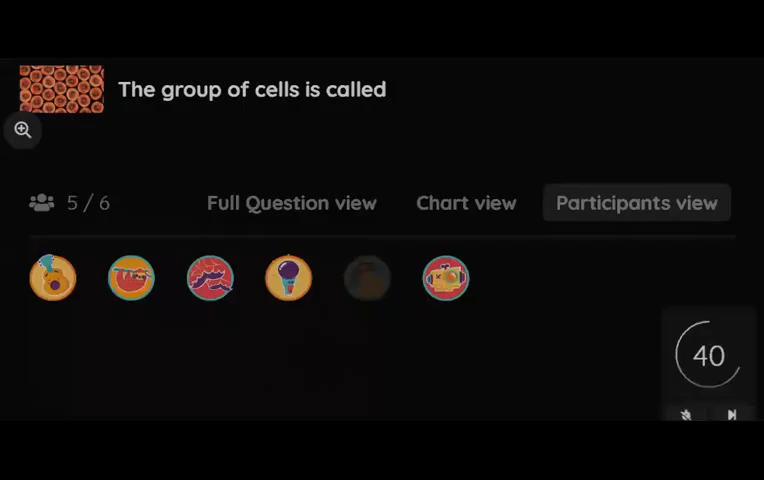 The group of cells is called
5 / 6 Full Question view Chart view Participants view
40